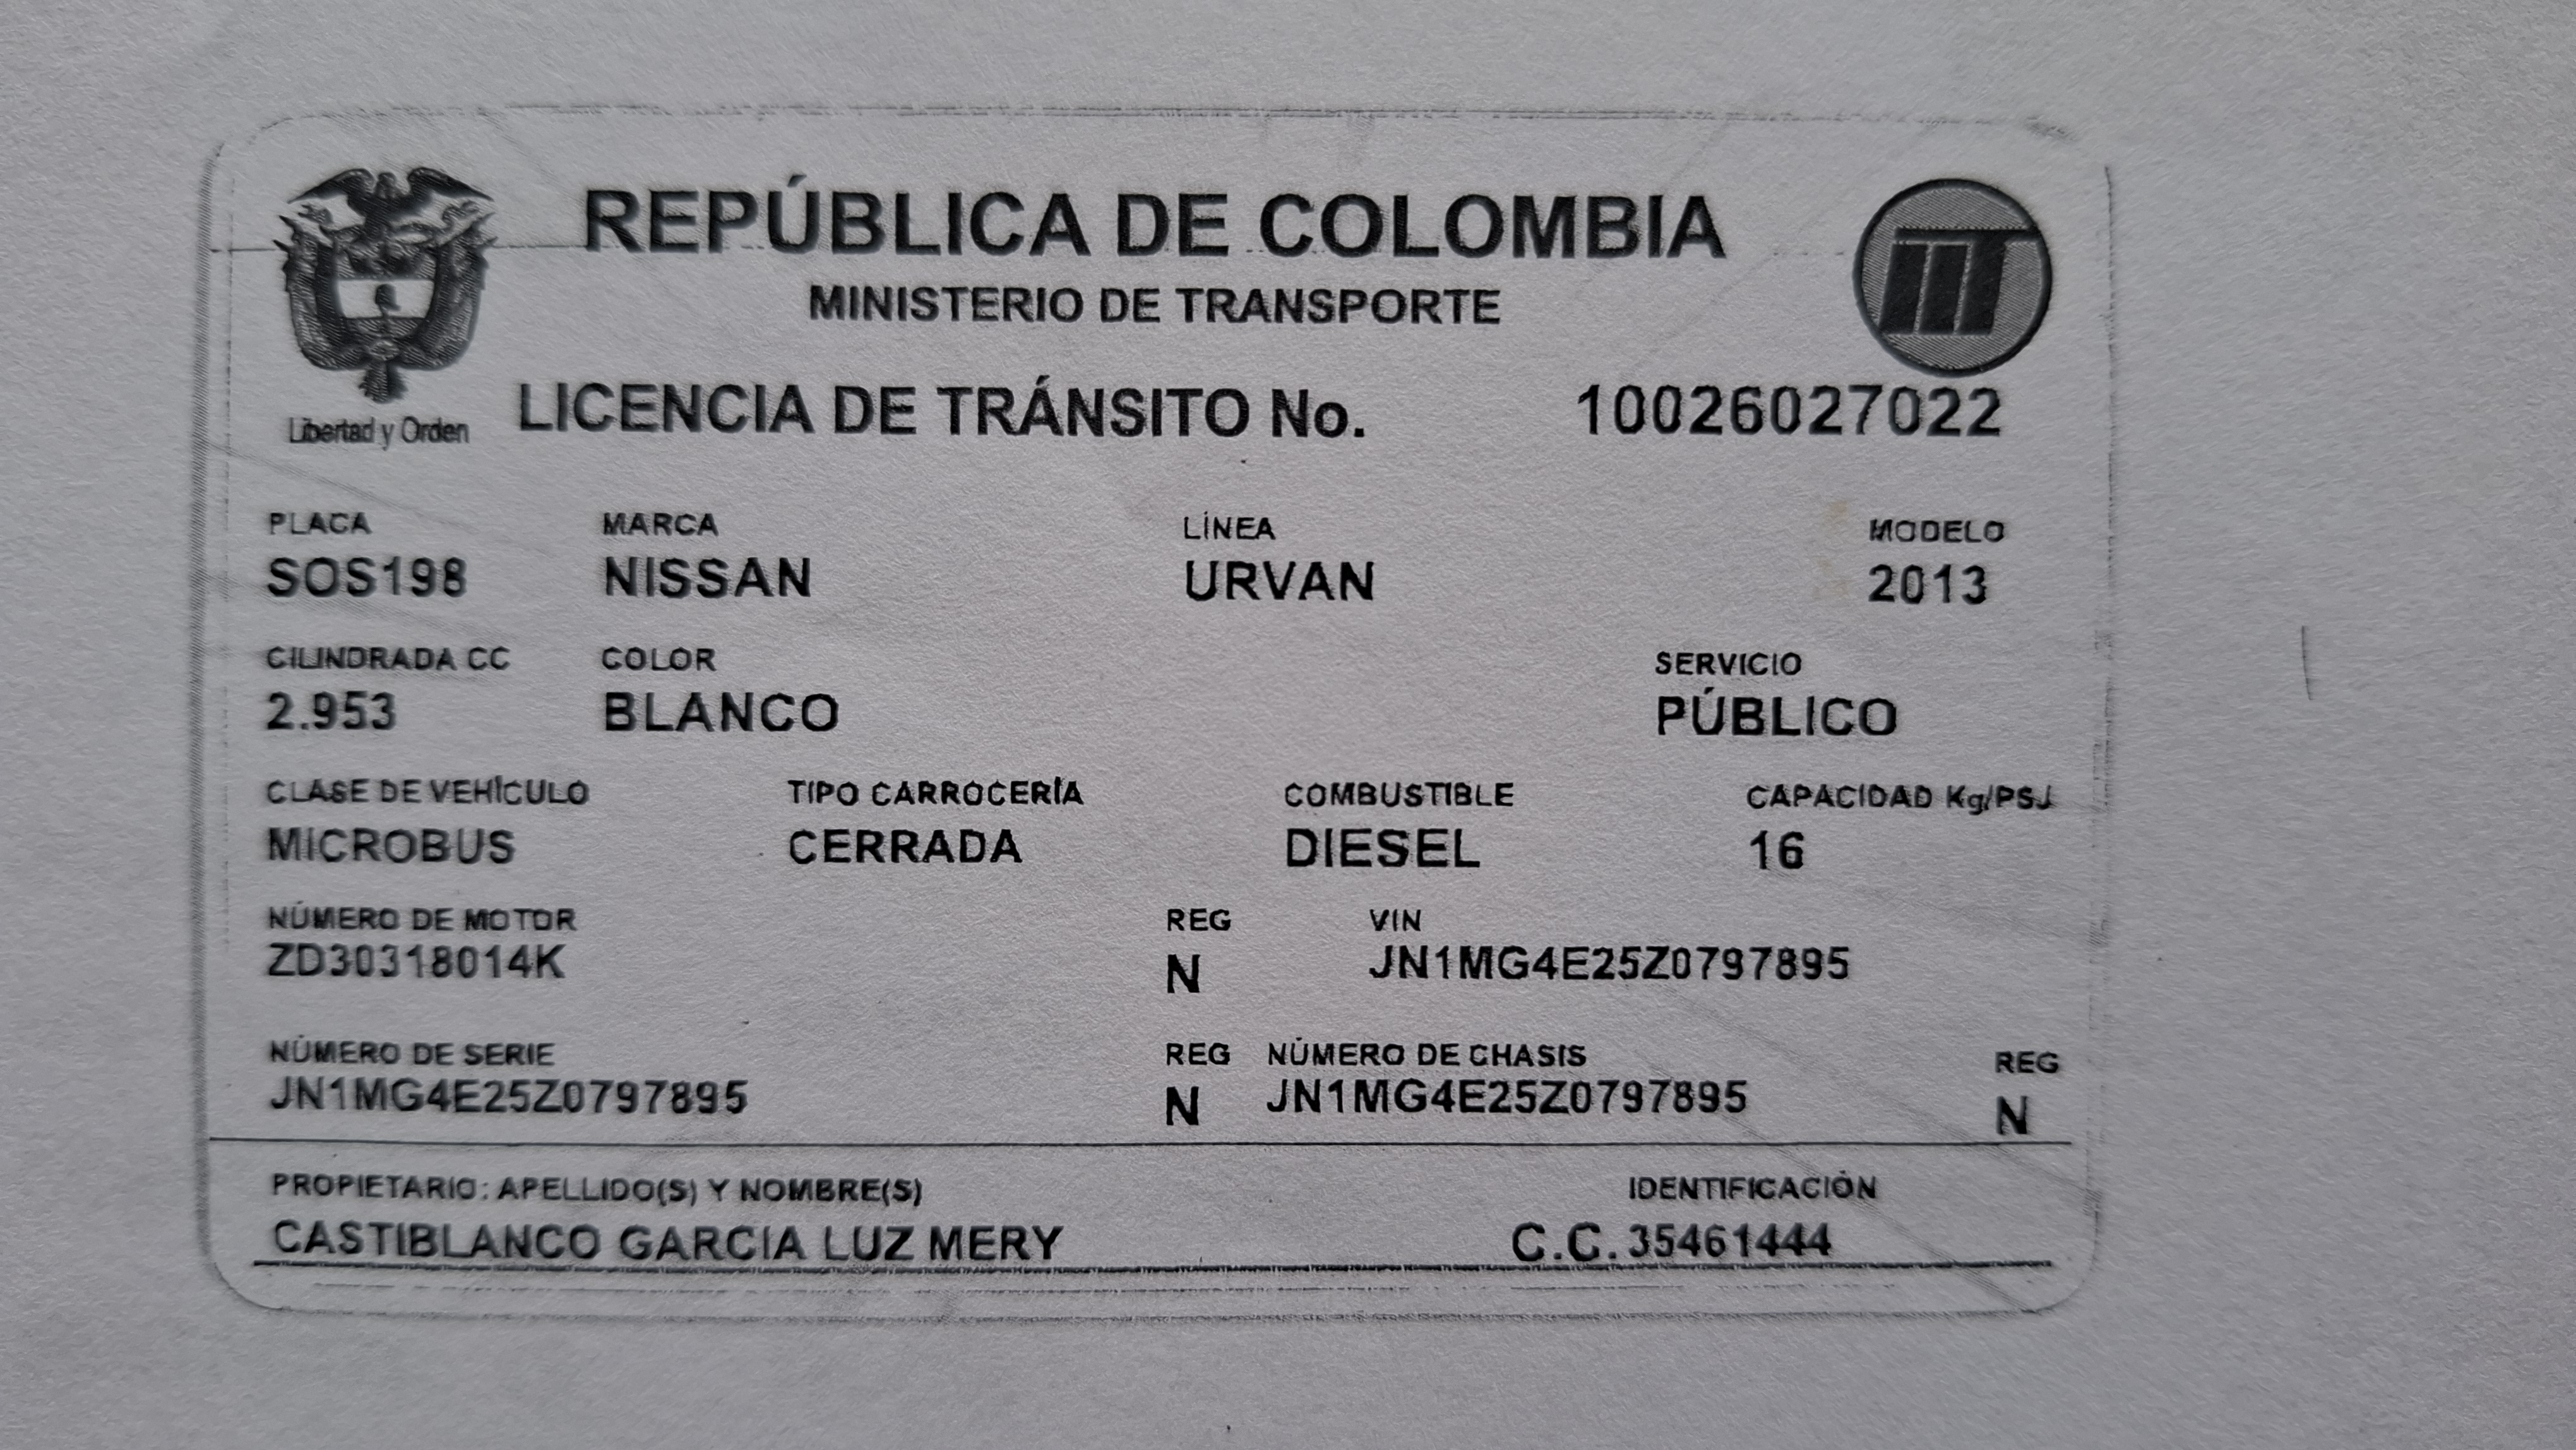 REPÚBLICA DE COLOMBIA
MINISTERIO DE TRANSPORTE
Libertad y Orden
LICENCIA DE TRÁNSITO No. 10026027022
PLACA MARCA LÍNEA MODELO
SOS198 NISSAN URVAN 2013
CILINDRADA CC COLOR SERVICIO
2.953 BLANCO PÚBLICO
CLASE DE VEHÍCULO TIPO CARROCERÍA COMBUSTIBLE CAPACIDAD Kg/PSJ
MICROBUS CERRADA DIESEL 16
NÚMERO DE MOTOR REG VIN
ZD30318014K N JN1MG4E25Z0797895
NÚMERO DE SERIE REG NÚMERO DE CHASIS REG
JN1MG4E25Z0797895 N JN1MG4E25Z0797895 N
PROPIETARIO: APELLIDO(S) Y NOMBRE(S) IDENTIFICACIÓN
CASTIBLANCO GARCIA LUZ MERY C.C. 35461444